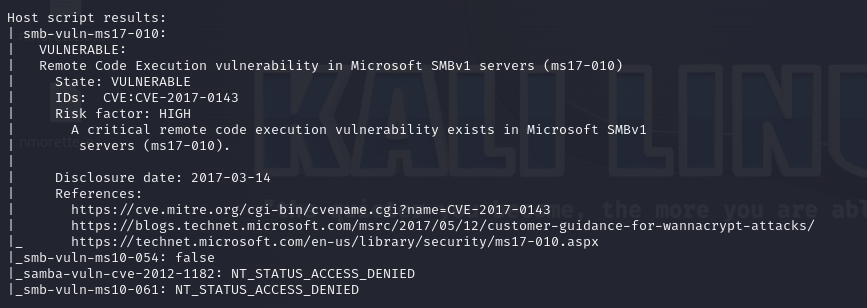 Host script results:
| smb-vuln-ms17-010:
|   VULNERABLE:
|   Remote Code Execution vulnerability in Microsoft SMBv1 servers (ms17-010)
|     State: VULNERABLE
|     IDs:  CVE:CVE-2017-0143
|     Risk factor: HIGH
|       A critical remote code execution vulnerability exists in Microsoft SMBv1
|        servers (ms17-010).
|
|     Disclosure date: 2017-03-14
|     References:
|       https://cve.mitre.org/cgi-bin/cvename.cgi?name=CVE-2017-0143
|       https://blogs.technet.microsoft.com/msrc/2017/05/12/customer-guidance-for-wannacrypt-attacks/
|_      https://technet.microsoft.com/en-us/library/security/ms17-010.aspx
|_smb-vuln-ms10-054: false
|_samba-vuln-cve-2012-1182: NT_STATUS_ACCESS_DENIED
|_smb-vuln-ms10-061: NT_STATUS_ACCESS_DENIED
KALI
the more you are